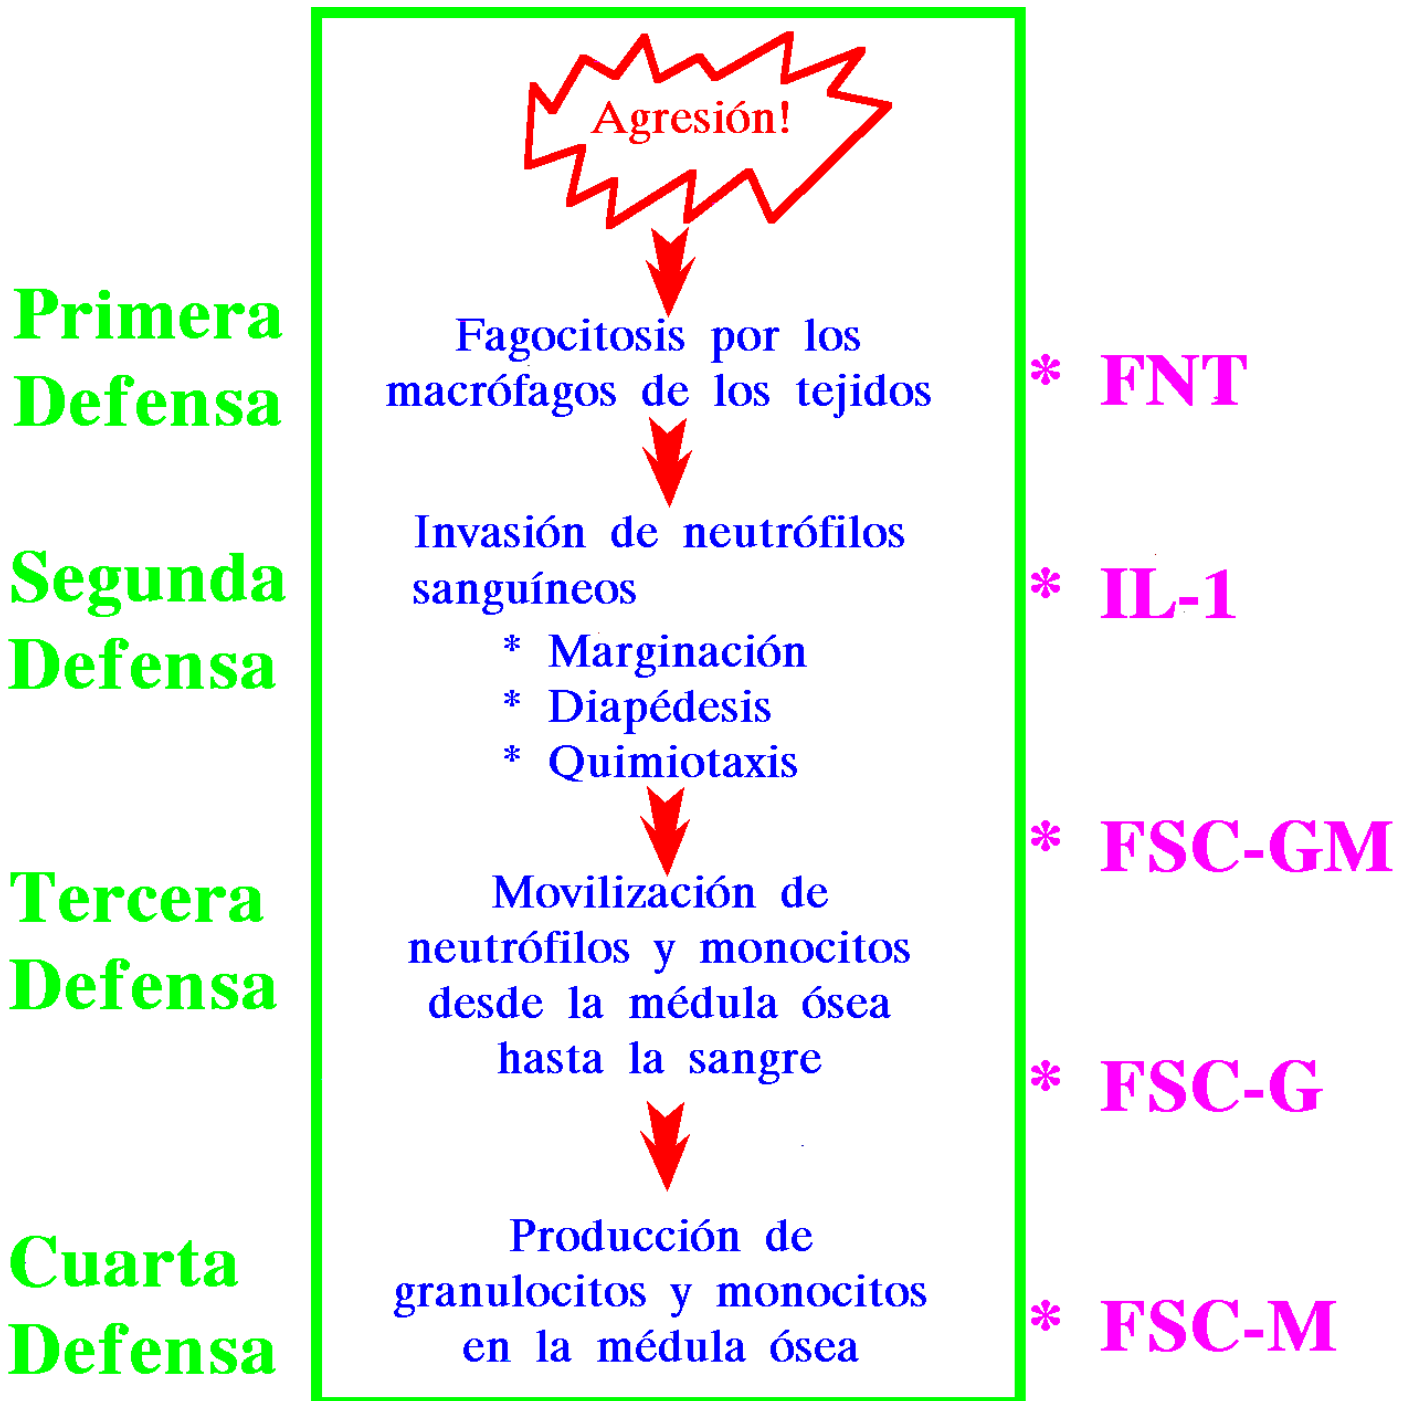 Agresión!
Primera
Defensa
Fagocitosis por los
macrófagos de los tejidos
* FNT
Segunda
Defensa
Invasión de neutrófilos
sanguíneos
* Marginación
* Diapédesis
* Quimiotaxis
* IL-1
Tercera
Defensa
Movilización de
neutrófilos y monocitos
desde la médula ósea
hasta la sangre
* FSC-GM
* FSC-G
Cuarta
Defensa
Producción de
granulocitos y monocitos
en la médula ósea
* FSC-M